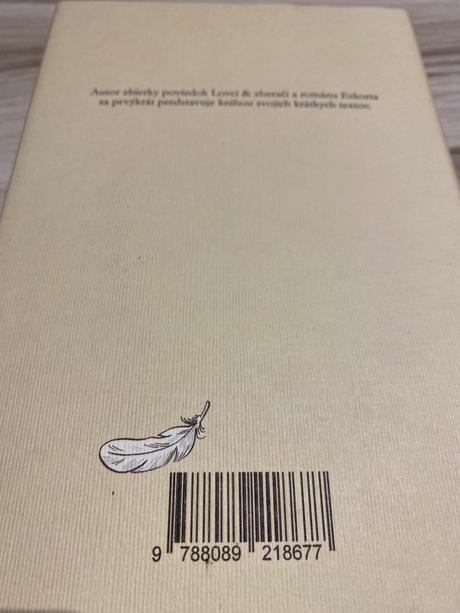 Autor zbierky poviedok Lovci & zberači a románu Eskorta
sa prvýkrát predstavuje knihou svojich krátkych textov.
9 788089 218677